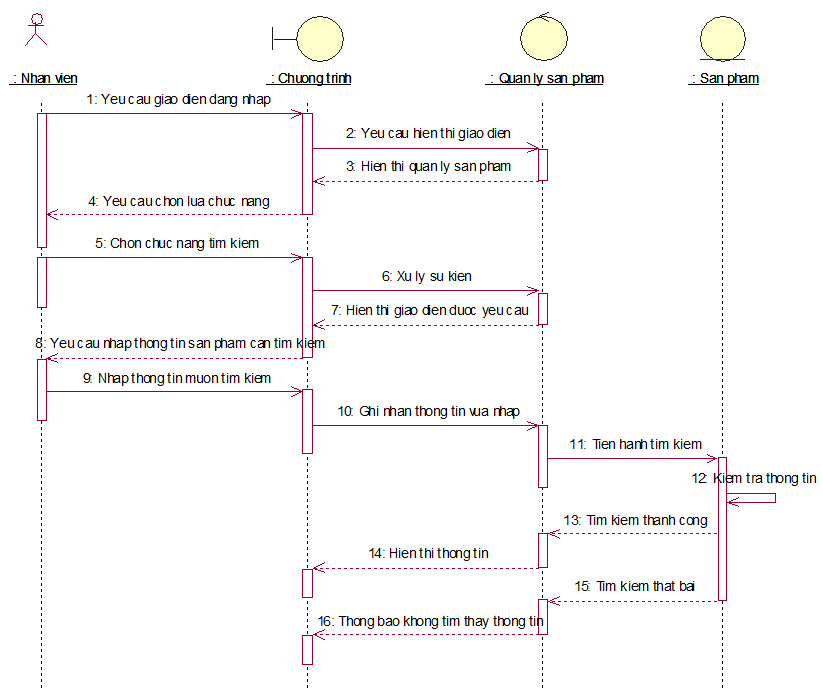 : Nhan vien
: Chuong trinh
: Quan ly san pham
: San pham
1: Yeu cau giao dien dang nhap
2: Yeu cau hien thi giao dien
3: Hien thi quan ly san pham
4: Yeu cau chon lua chuc nang
5: Chon chuc nang tim kiem
6: Xu ly su kien
7: Hien thi giao dien duoc yeu cau
8: Yeu cau nhap thong tin san pham can tim kiem
9: Nhap thong tin muon tim kiem
10: Ghi nhan thong tin vua nhap
11: Tien hanh tim kiem
12: Kiem tra thong tin
13: Tim kiem thanh cong
14: Hien thi thong tin
15: Tim kiem that bai
16: Thong bao khong tim thay thong tin